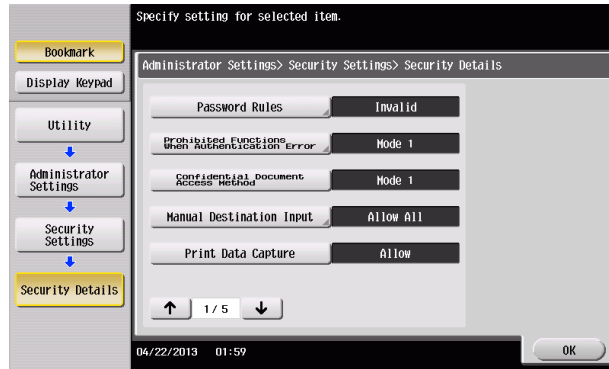 Specify setting for selected item.
Bookmark
Display Keypad
Utility
Administrator
Settings
Security
Settings
Security Details
Administrator Settings> Security Settings> Security Details
Password Rules
Invalid
Prohibited Functions
When Authentication Error
Mode 1
Confidential Document
Access Method
Mode 1
Manual Destination Input
Allow All
Print Data Capture
Allow
↑ 1/5 ↓
04/22/2013 01:59
OK